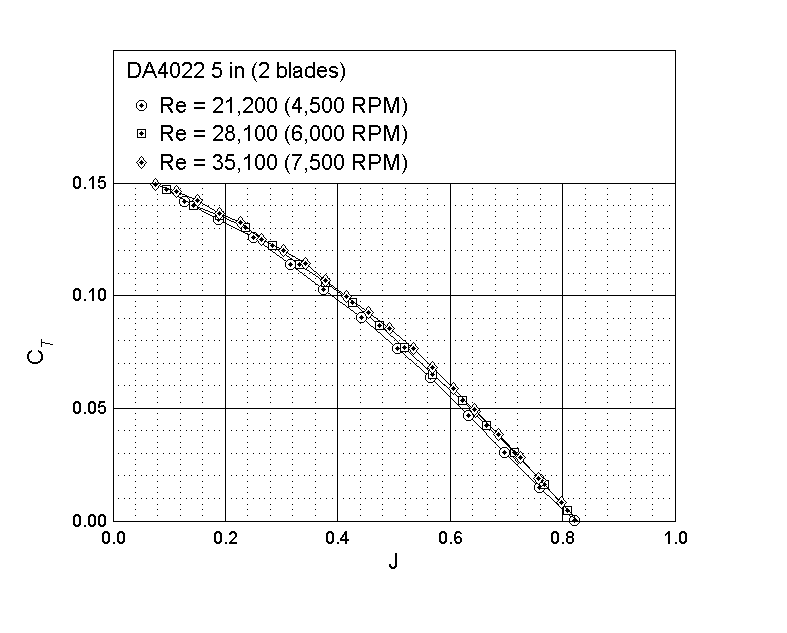 DA4022 5 in (2 blades)
Re = 21,200 (4,500 RPM)
Re = 28,100 (6,000 RPM)
Re = 35,100 (7,500 RPM)
0.15
0.10
C_T
0.05
0.00
0.0 0.2 0.4 0.6 0.8 1.0
J